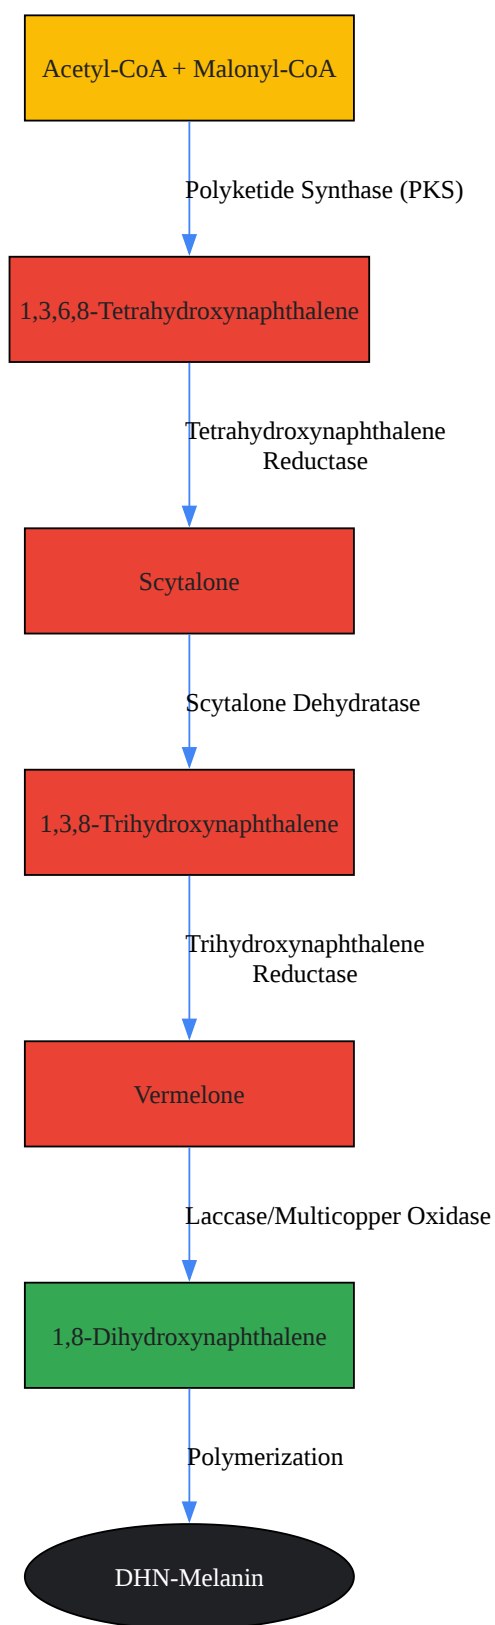 Acetyl-CoA + Malonyl-CoA
Polyketide Synthase (PKS)
1,3,6,8-Tetrahydroxynaphthalene
Tetrahydroxynaphthalene
Reductase
Scytalone
Scytalone Dehydratase
1,3,8-Trihydroxynaphthalene
Trihydroxynaphthalene
Reductase
Vermelone
Laccase/Multicopper Oxidase
1,8-Dihydroxynaphthalene
Polymerization
DHN-Melanin